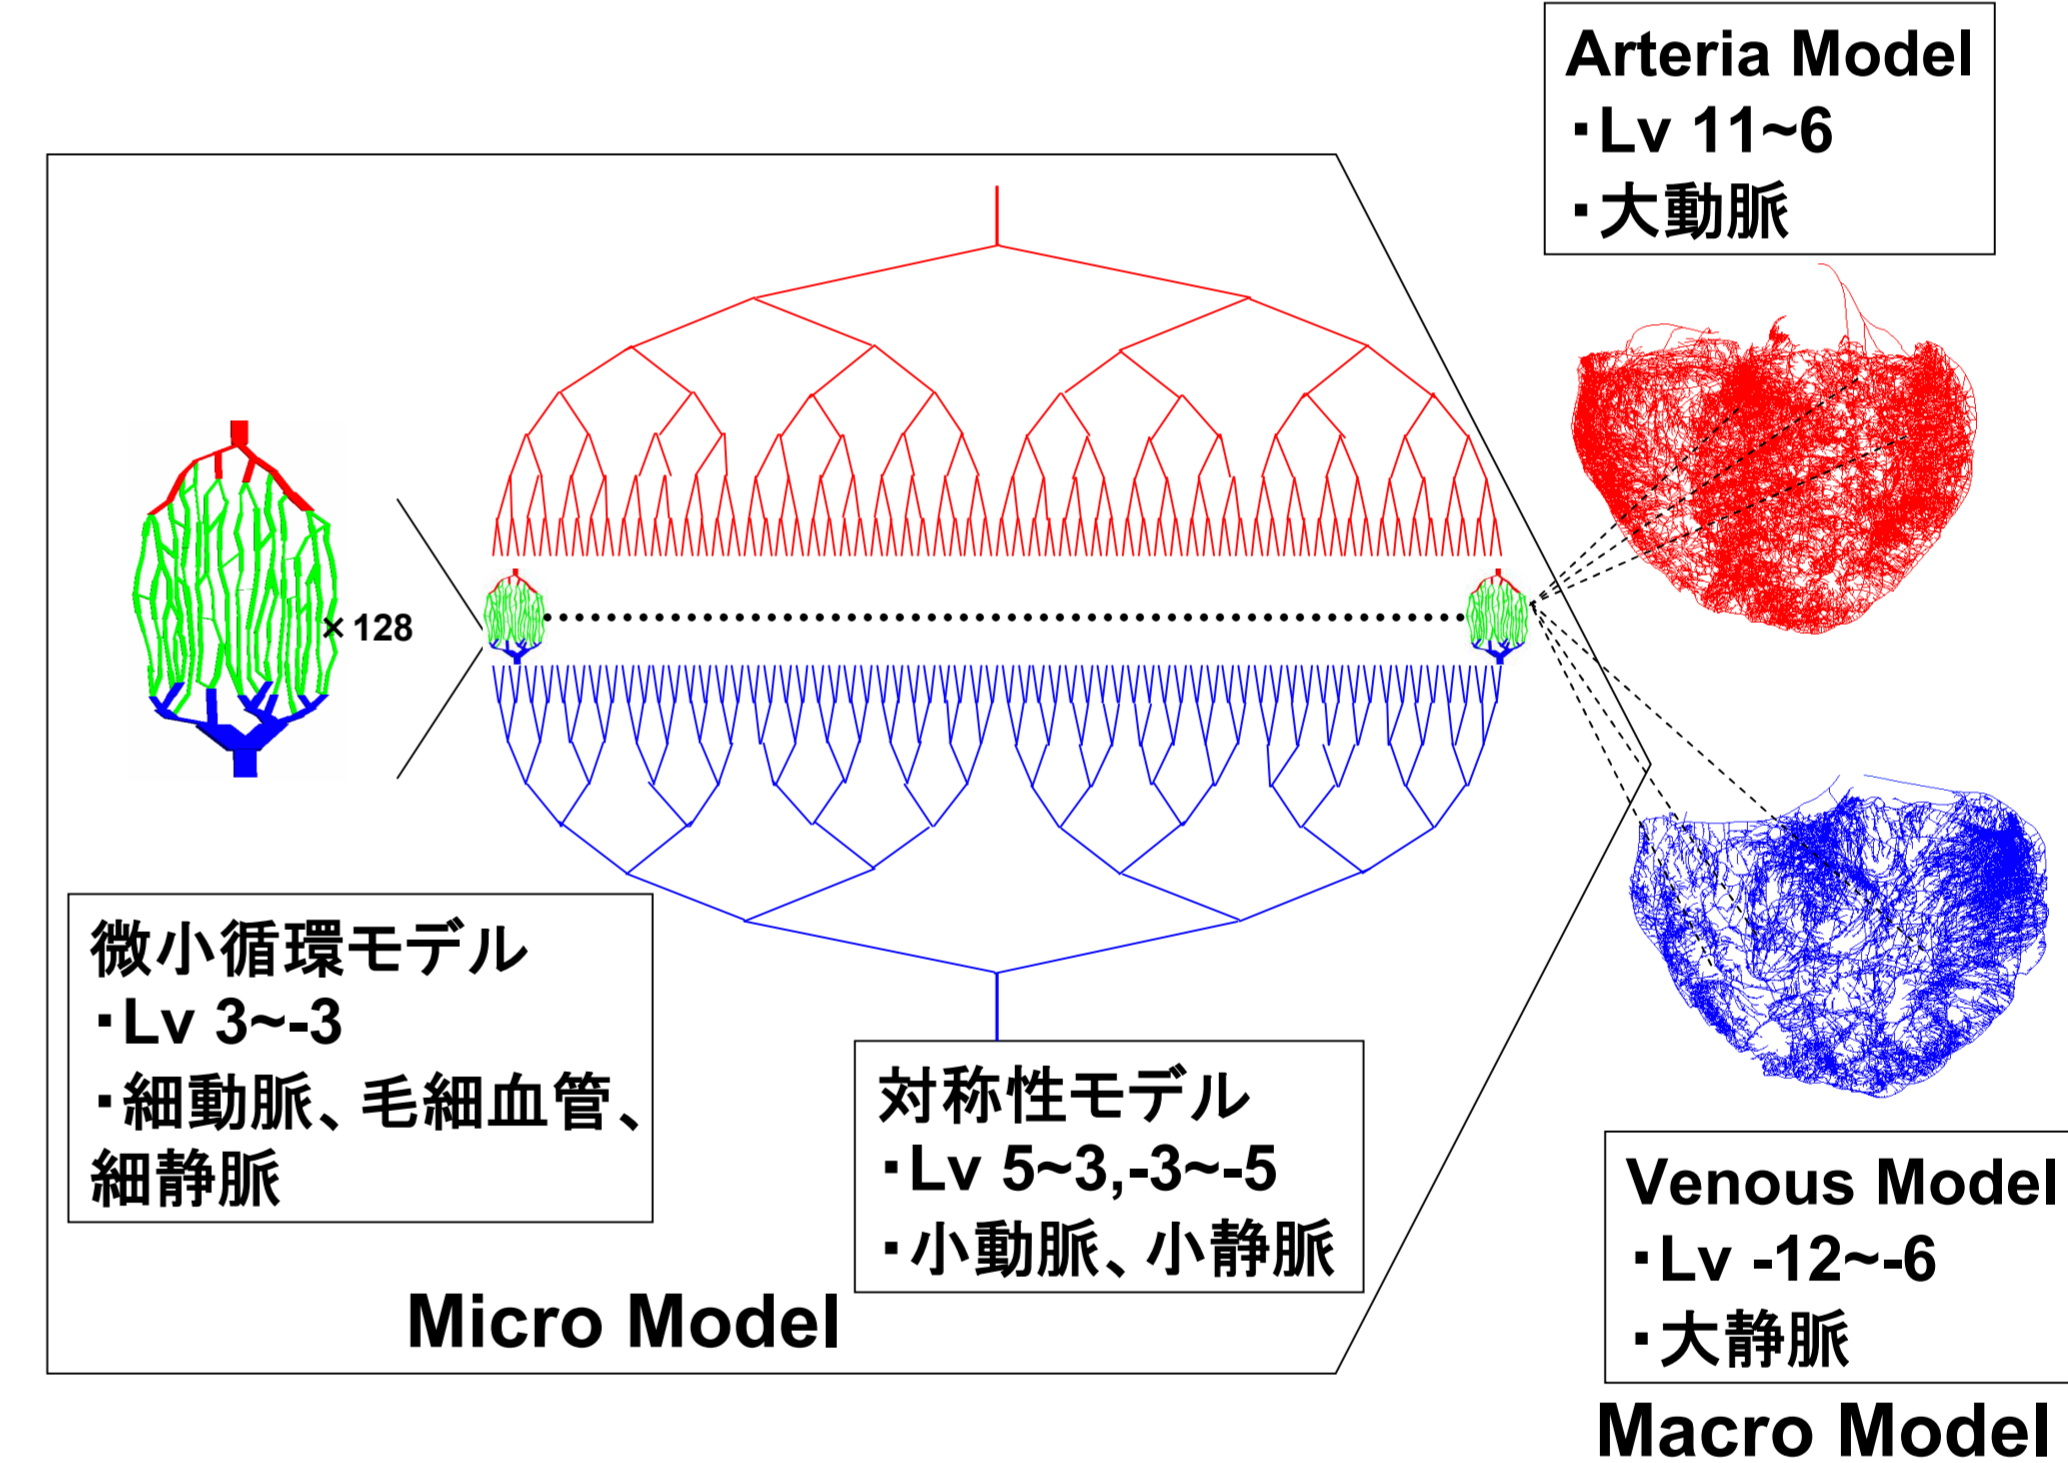 Arteria Model
・Lv 11~6
・大動脈
×128
微小循環モデル
・Lv 3~-3
・細動脈、毛細血管、
細静脈
対称性モデル
・Lv 5~3,-3~-5
・小動脈、小静脈
Micro Model
Venous Model
・Lv -12~-6
・大静脈
Macro Model